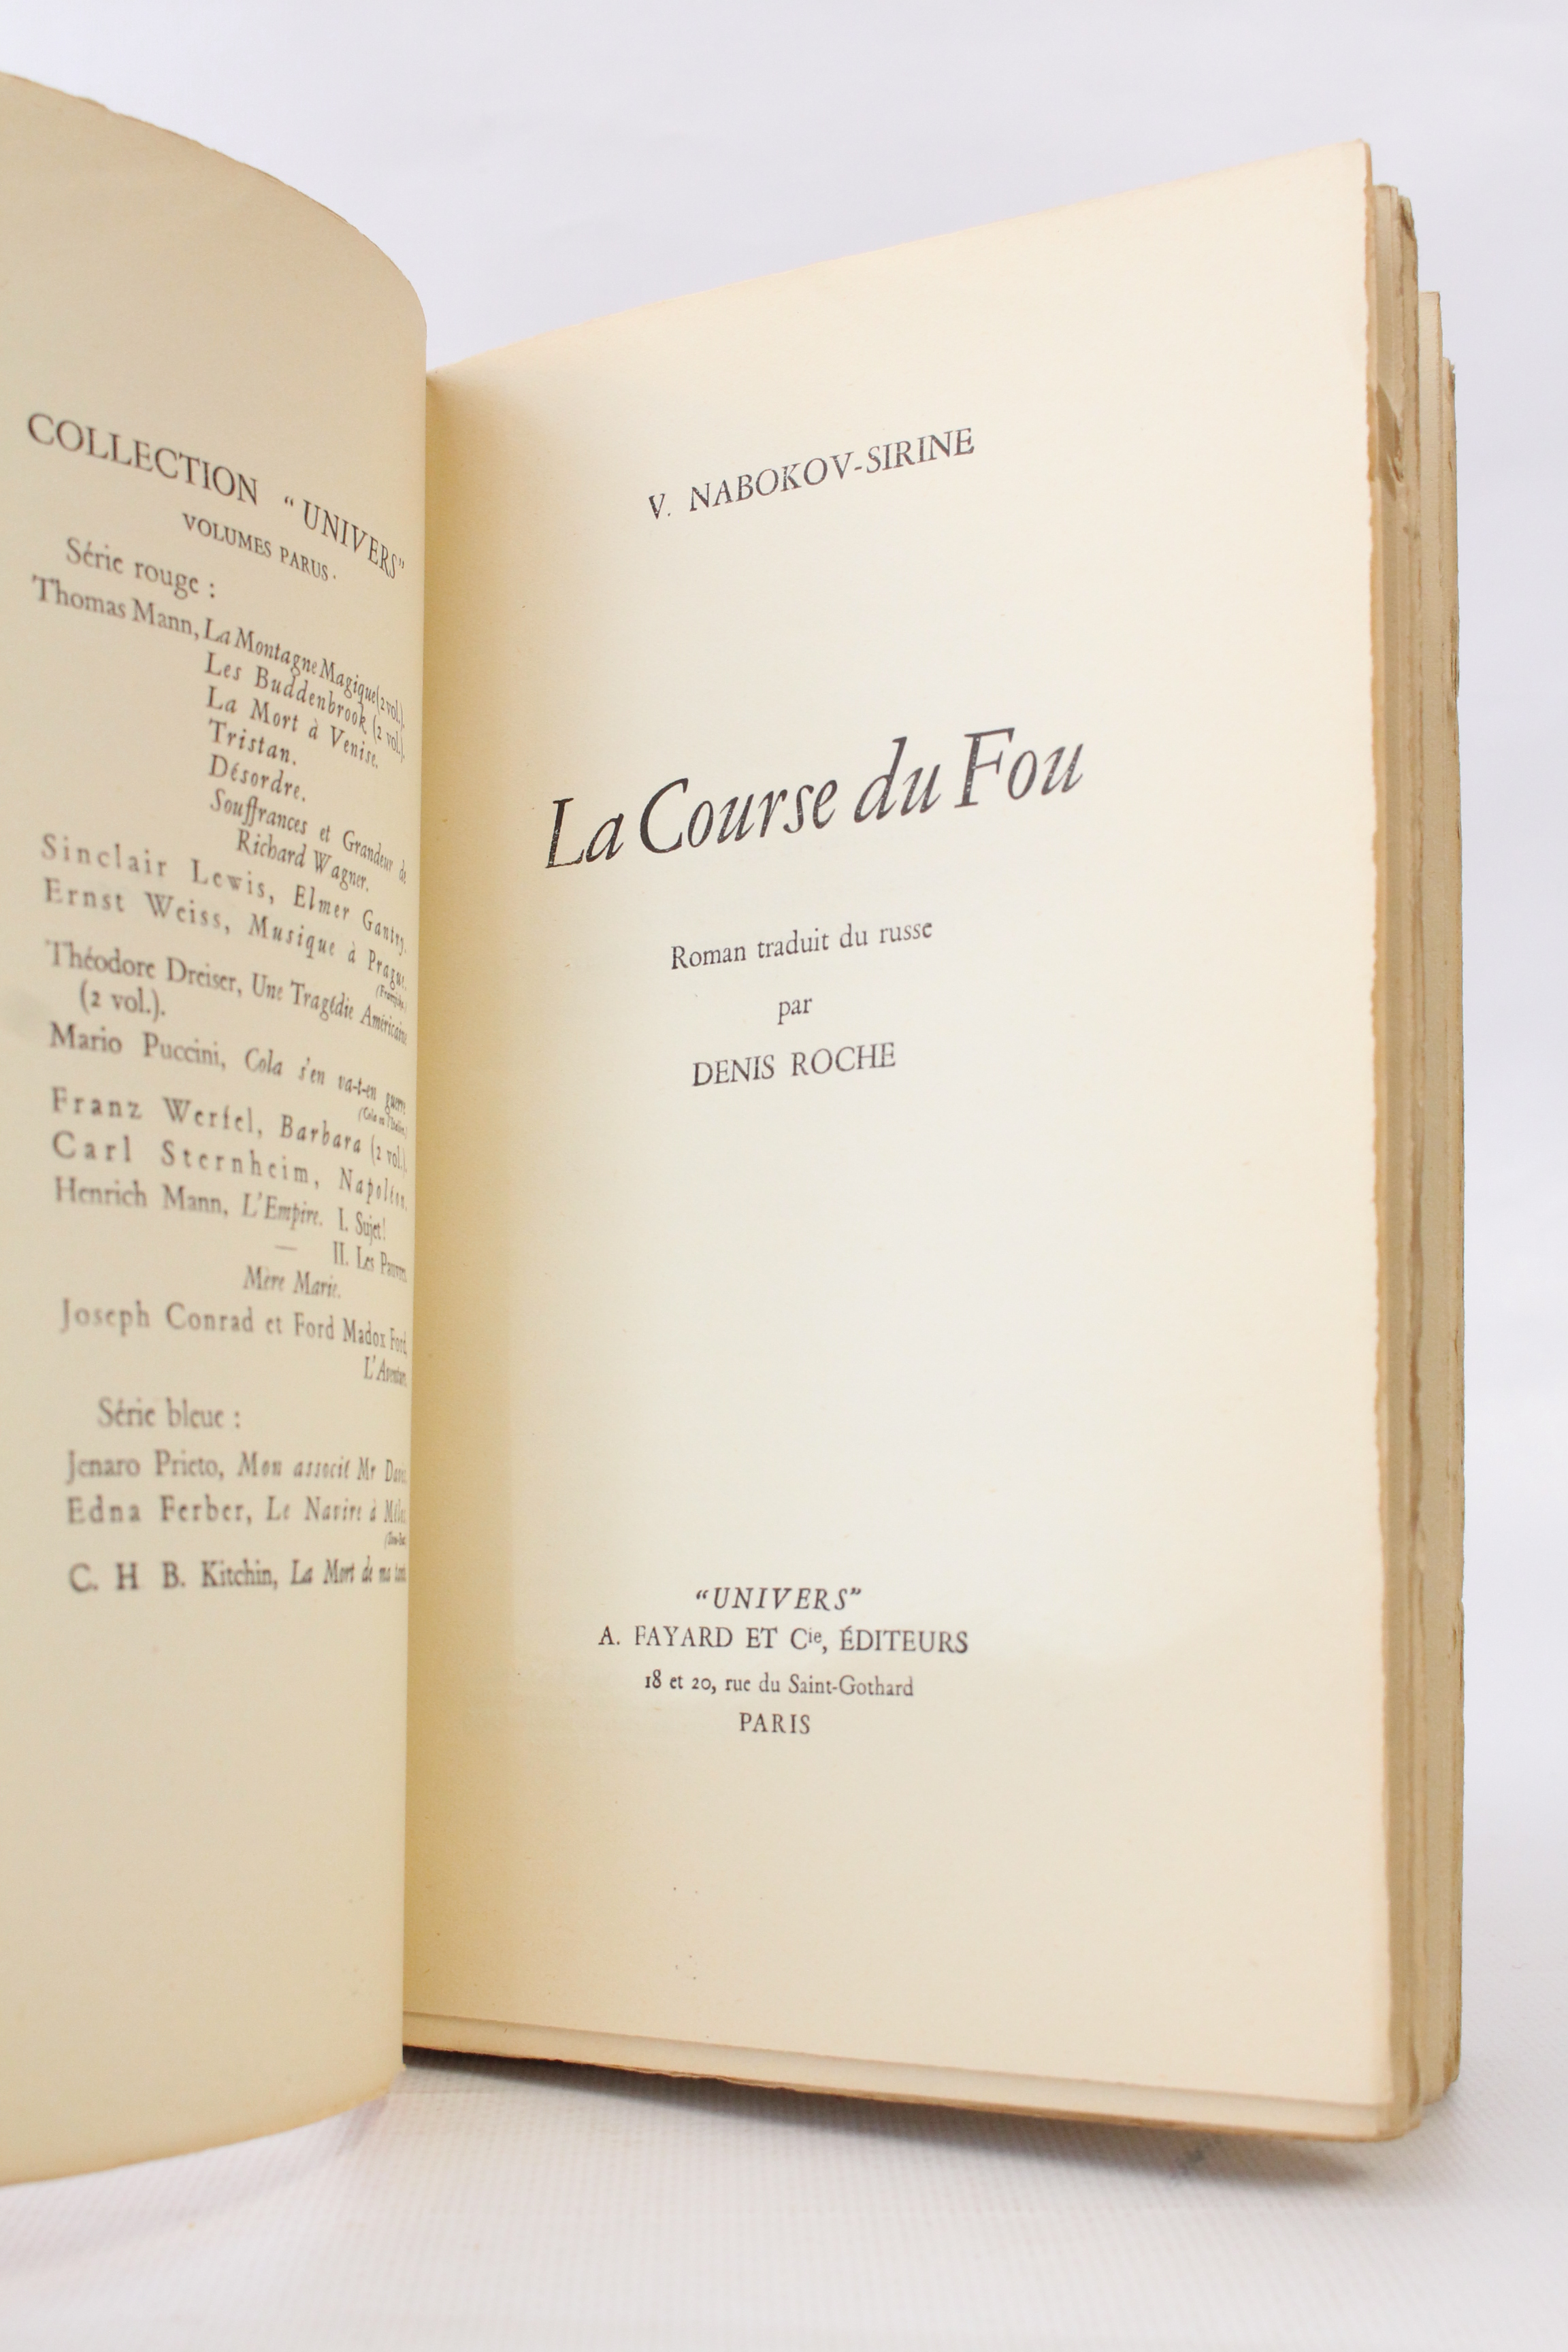 COLLECTION "UNIVERS"
VOLUMES PARUS.
Série rouge :
Thomas Mann, La Montagne Magique (2 vol.).
Les Buddenbrook (2 vol.).
La Mort à Venise.
Tristan.
Désordre.
Souffrances et Grandeur de
Richard Wagner.
Sinclair Lewis, Elmer Gantry.
Ernst Weiss, Musique à Prague.
Théodore Dreiser, Une Tragédie Américaine
(2 vol.).
Mario Puccini, Cola s'en va-t-en guerre
Franz Werfel, Barbara (2 vol.).
Carl Sternheim, Napoléon.
Henrich Mann, L'Empire. I. Sujet!
— II. Les Pauvres
Mère Marie.
Joseph Conrad et Ford Madox Ford,
L'Aventure.
Série bleue :
Jenaro Prieto, Mon associé Mr
Edna Ferber, Le Navire à
C. H B. Kitchin, La Mort de ma
V. NABOKOV-SIRINE
La Course du Fou
Roman traduit du russe
par
DENIS ROCHE
"UNIVERS"
A. FAYARD ET Cie, ÉDITEURS
18 et 20, rue du Saint-Gothard
PARIS